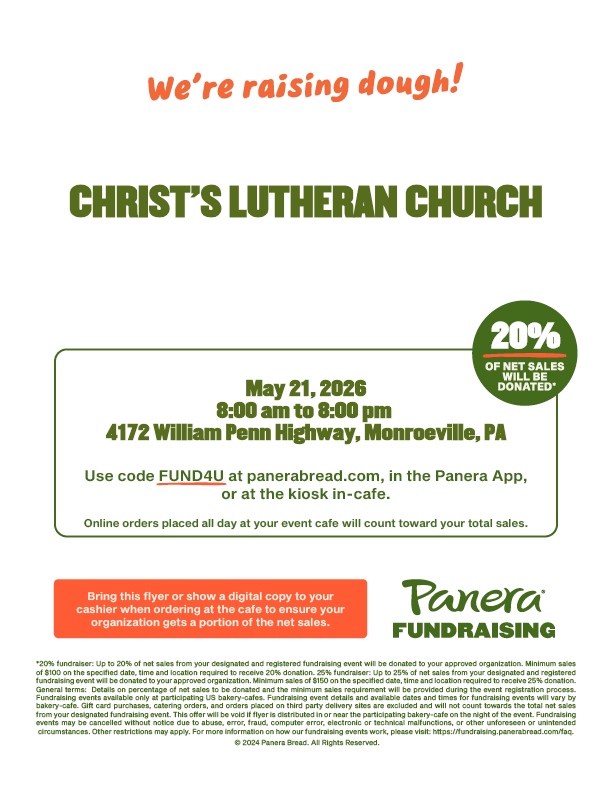 We're raising dough!
CHRIST'S LUTHERAN CHURCH
20%
OF NET SALES
WILL BE
DONATED*
May 21, 2026
8:00 am to 8:00 pm
4172 William Penn Highway, Monroeville, PA
Use code FUND4U at panerabread.com, in the Panera App,
or at the kiosk in-cafe.
Online orders placed all day at your event cafe will count toward your total sales.
Bring this flyer or show a digital copy to your
cashier when ordering at the cafe to ensure your
organization gets a portion of the net sales.
Panera®
FUNDRAISING
*20% fundraiser: Up to 20% of net sales from your designated and registered fundraising event will be donated to your approved organization. Minimum sales
of $100 on the specified date, time and location required to receive 20% donation. 25% fundraiser: Up to 25% of net sales from your designated and registered
fundraising event will be donated to your approved organization. Minimum sales of $150 on the specified date, time and location required to receive 25% donation.
General terms: Details on percentage of net sales to be donated and the minimum sales requirement will be provided during the event registration process.
Fundraising events available only at participating US bakery-cafes. Fundraising event details and available dates and times for fundraising events will vary by
bakery-cafe. Gift card purchases, catering orders, and orders placed on third party delivery sites are excluded and will not count towards the total net sales
from your designated fundraising event. This offer will be void if flyer is distributed in or near the participating bakery-cafe on the night of the event. Fundraising
events may be cancelled without notice due to abuse, error, fraud, computer error, electronic or technical malfunctions, or other unforeseen or unintended
circumstances. Other restrictions may apply. For more information on how our fundraising events work, please visit: https://fundraising.panerabread.com/faq.
© 2024 Panera Bread. All Rights Reserved.